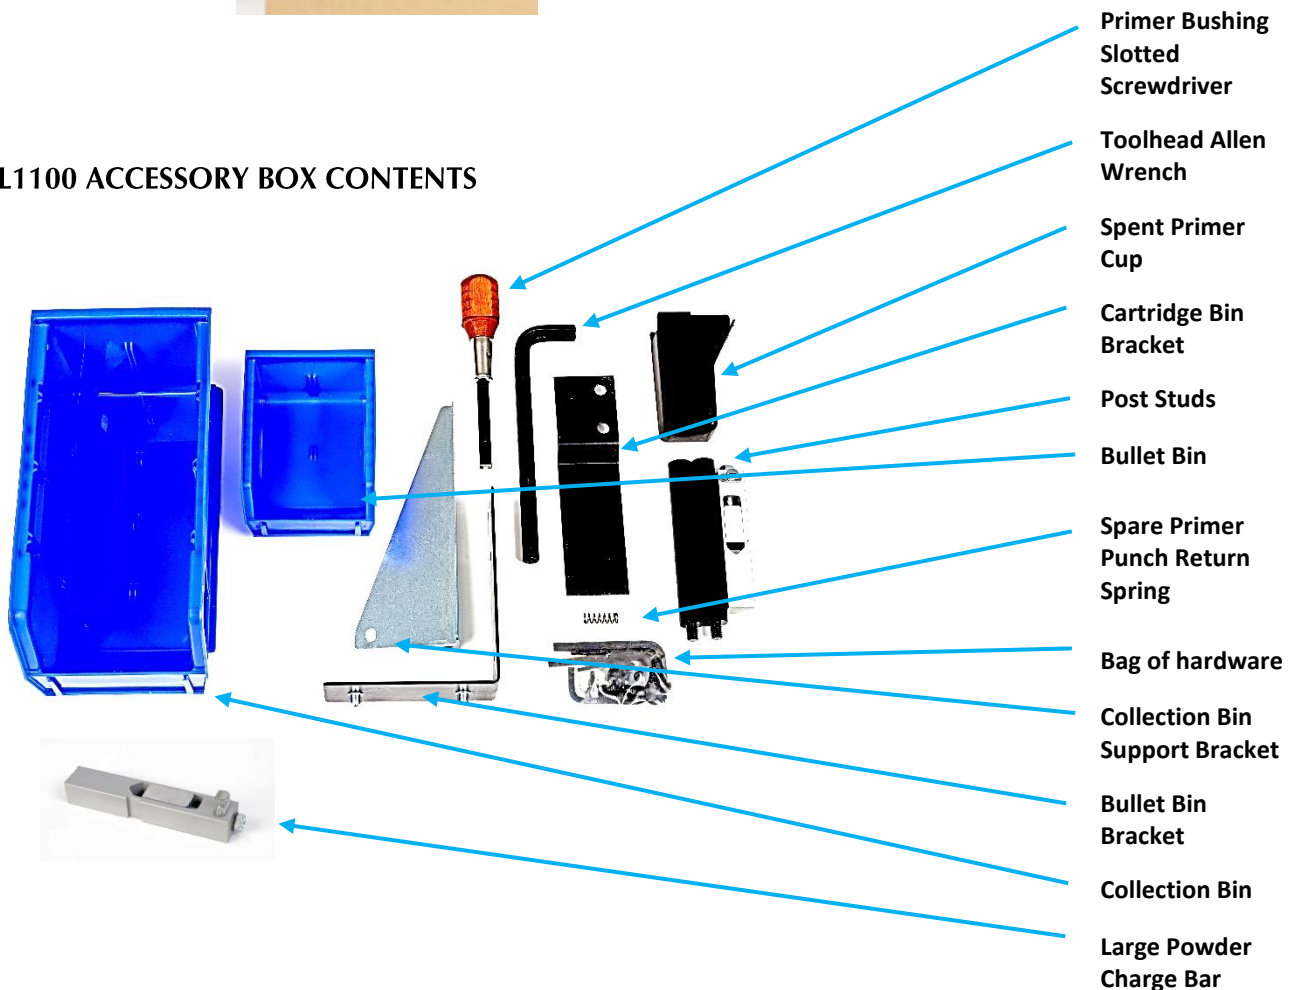 Primer Bushing
Slotted
Screwdriver
Toolhead Allen
Wrench
L1100 ACCESSORY BOX CONTENTS
Spent Primer
Cup
Cartridge Bin
Bracket
Post Studs
Bullet Bin
Spare Primer
Punch Return
Spring
Bag of hardware
Collection Bin
Support Bracket
Bullet Bin
Bracket
Collection Bin
Large Powder
Charge Bar